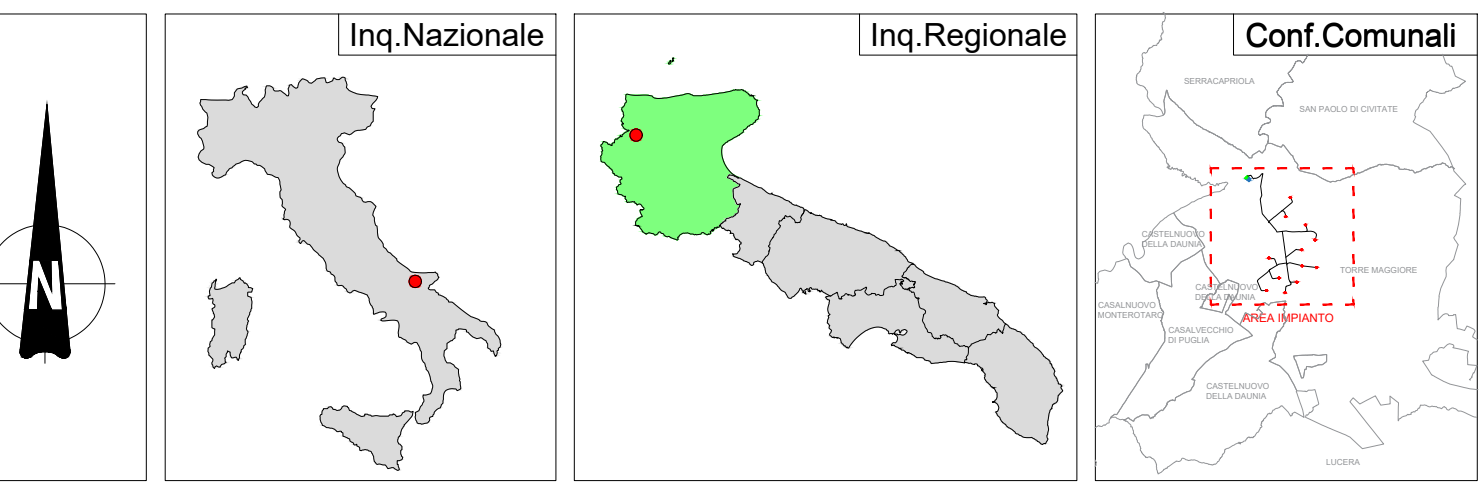 N
Inq.Nazionale
Inq.Regionale
Conf.Comunali
SERRACAPRIOLA
SAN PAOLO DI CIVITATE
CASTELNUOVO
DELLA DAUNIA
TORRE MAGGIORE
CASTELNUOVO
DELLA DAUNIA
CASALNUOVO
MONTEROTARO
AREA IMPIANTO
CASALVECCHIO
DI PUGLIA
CASTELNUOVO
DELLA DAUNIA
LUCERA